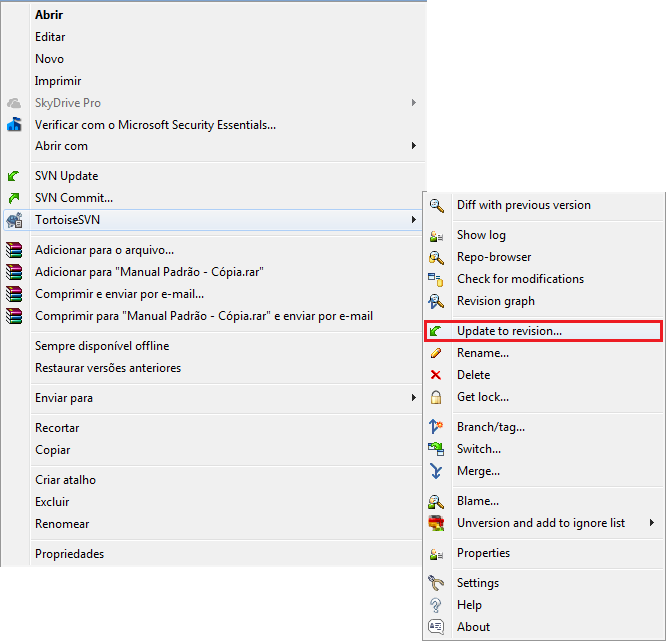 Abrir
Editar
Novo
Imprimir
SkyDrive Pro
Verificar com o Microsoft Security Essentials...
Abrir com
SVN Update
SVN Commit...
TortoiseSVN
Adicionar para o arquivo...
Adicionar para "Manual Padrão - Cópia.rar"
Comprimir e enviar por e-mail...
Comprimir para "Manual Padrão - Cópia.rar" e enviar por e-mail
Sempre disponível offline
Restaurar versões anteriores
Enviar para
Recortar
Copiar
Criar atalho
Excluir
Renomear
Propriedades
Diff with previous version
Show log
Repo-browser
Check for modifications
Revision graph
Update to revision...
Rename...
Delete
Get lock...
Branch/tag...
Switch...
Merge...
Blame...
Unversion and add to ignore list
Properties
Settings
Help
About